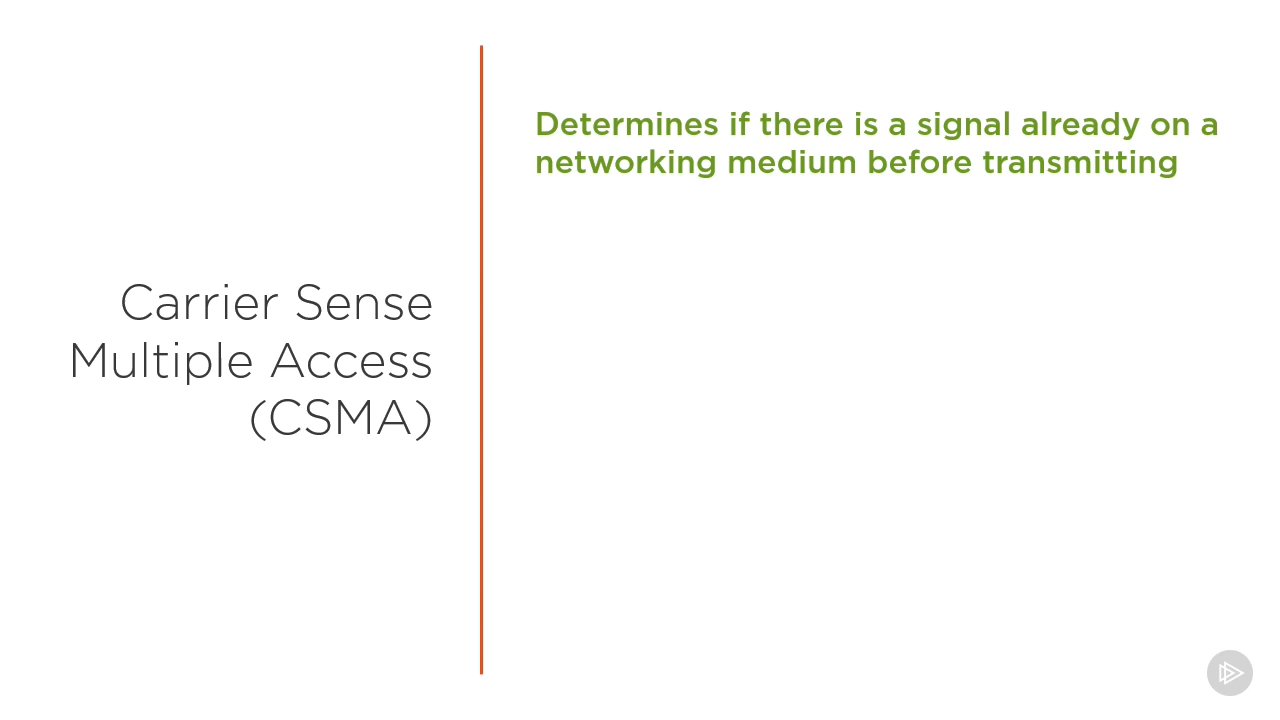 Carrier Sense
Multiple Access
(CSMA)
Determines if there is a signal already on a
networking medium before transmitting